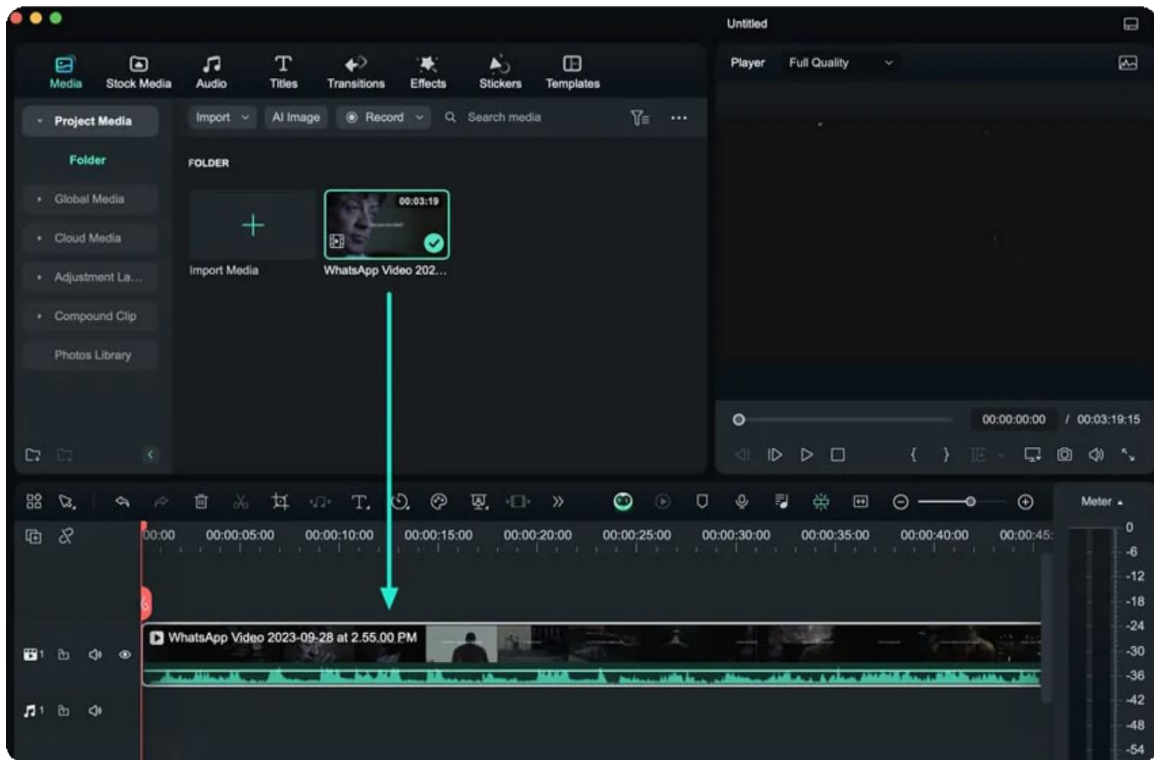 Untitled
Media Stock Media Audio Titles Transitions Effects Stickers Templates
Player Full Quality
Project Media
Import AI Image Record Search media
Folder
FOLDER
Global Media
00:03:19
Cloud Media
Import Media WhatsApp Video 202...
Adjustment La...
Compound Clip
Photos Library
00:00:00:00 / 00:03:19:15
Meter
00:00 00:00:05:00 00:00:10:00 00:00:15:00 00:00:20:00 00:00:25:00 00:00:30:00 00:00:35:00 00:00:40:00 00:00:45:
0
-6
-12
-18
-24
WhatsApp Video 2023-09-28 at 2.55.00 PM
1
-30
-36
-42
1
-48
-54